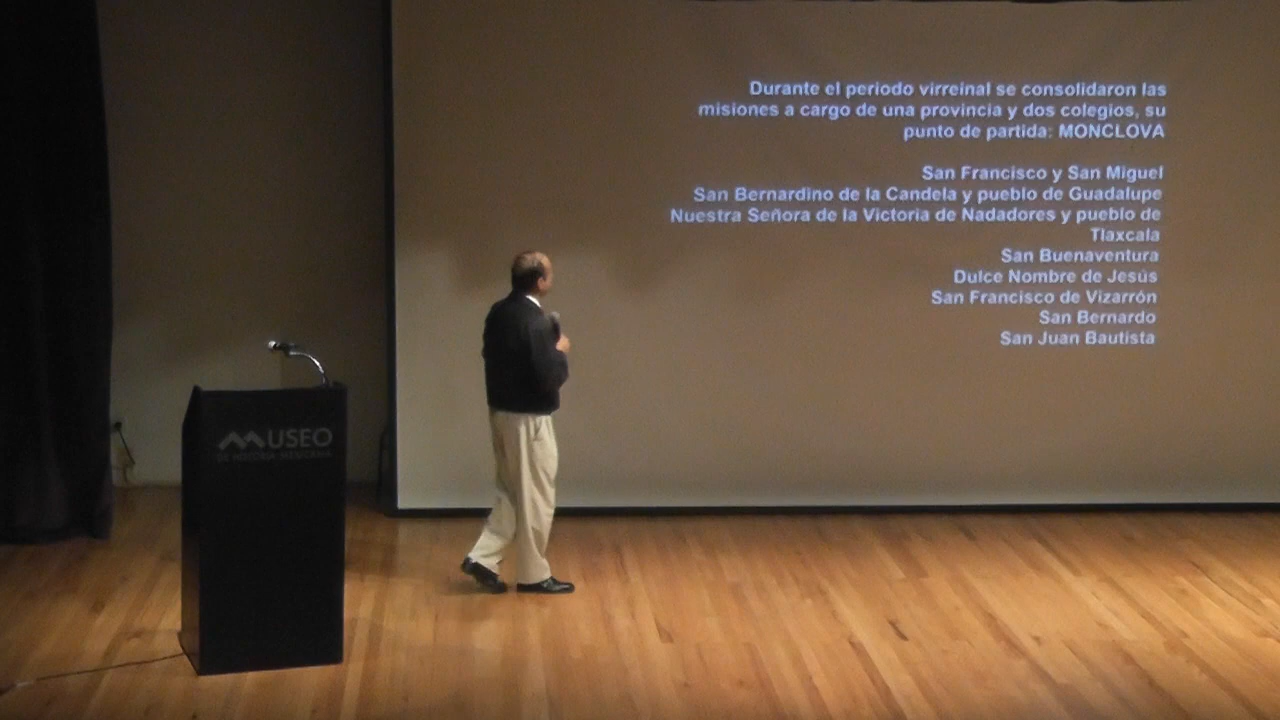 Durante el periodo virreinal se consolidaron las
misiones a cargo de una provincia y dos colegios, su
punto de partida: MONCLOVA
San Francisco y San Miguel
San Bernardino de la Candela y pueblo de Guadalupe
Nuestra Señora de la Victoria de Nadadores y pueblo de
Tlaxcala
San Buenaventura
Dulce Nombre de Jesús
San Francisco de Vizarrón
San Bernardo
San Juan Bautista
MUSEO
DE HISTORIA MEXICANA